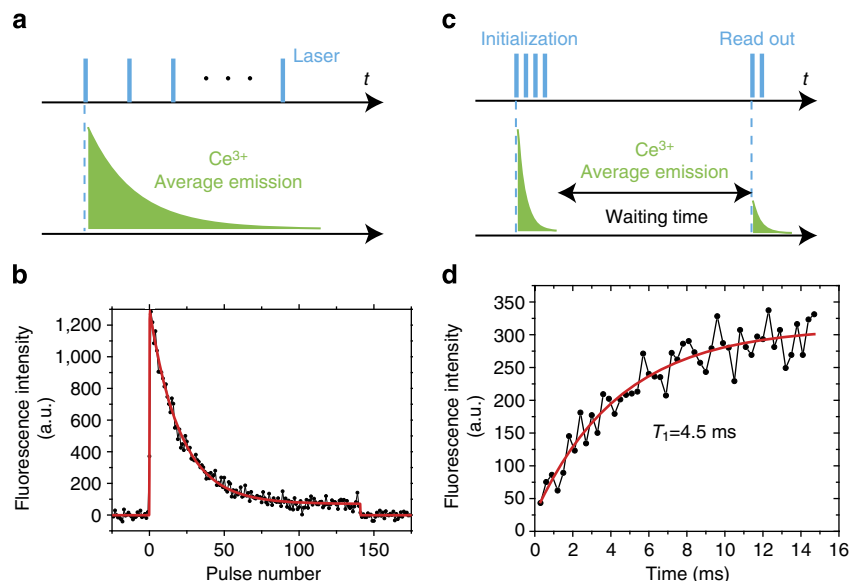 a
Laser
t
Ce³⁺
Average emission
b
Fluorescence intensity
(a.u.)
1,200
1,000
800
600
400
200
0
0
50
100
150
Pulse number
c
Initialization
Read out
t
Ce³⁺
Average emission
Waiting time
d
Fluorescence intensity
(a.u.)
350
300
250
200
150
100
50
0
T₁=4.5 ms
0
2
4
6
8
10
12
14
16
Time (ms)